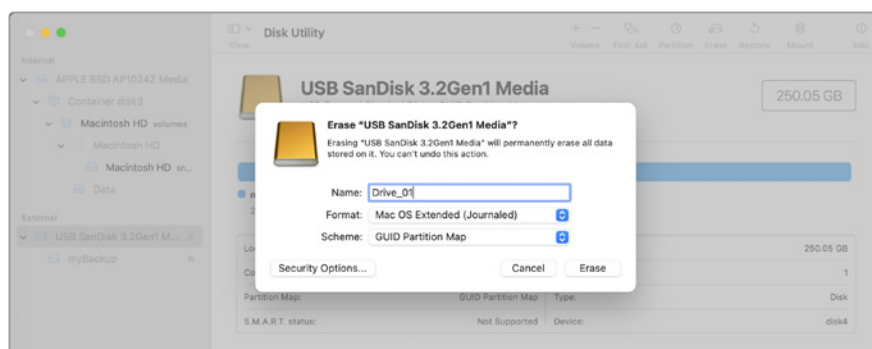 Disk Utility
View
Volume First Aid Partition Erase Restore Mount Info
Internal
APPLE SSD AP1024Z Media
Container disk3
Macintosh HD volumes
Macintosh HD
Macintosh HD sn...
Data
External
USB SanDisk 3.2Gen1 M...
myBackup
USB SanDisk 3.2Gen1 Media
250.05 GB
Erase “USB SanDisk 3.2Gen1 Media”?
Erasing “USB SanDisk 3.2Gen1 Media” will permanently erase all data
stored on it. You can’t undo this action.
Name: Drive_01
Format: Mac OS Extended (Journaled)
Scheme: GUID Partition Map
Security Options... Cancel Erase
250.05 GB
1
Partition Map: GUID Partition Map Type: Disk
S.M.A.R.T. status: Not Supported Device: disk4